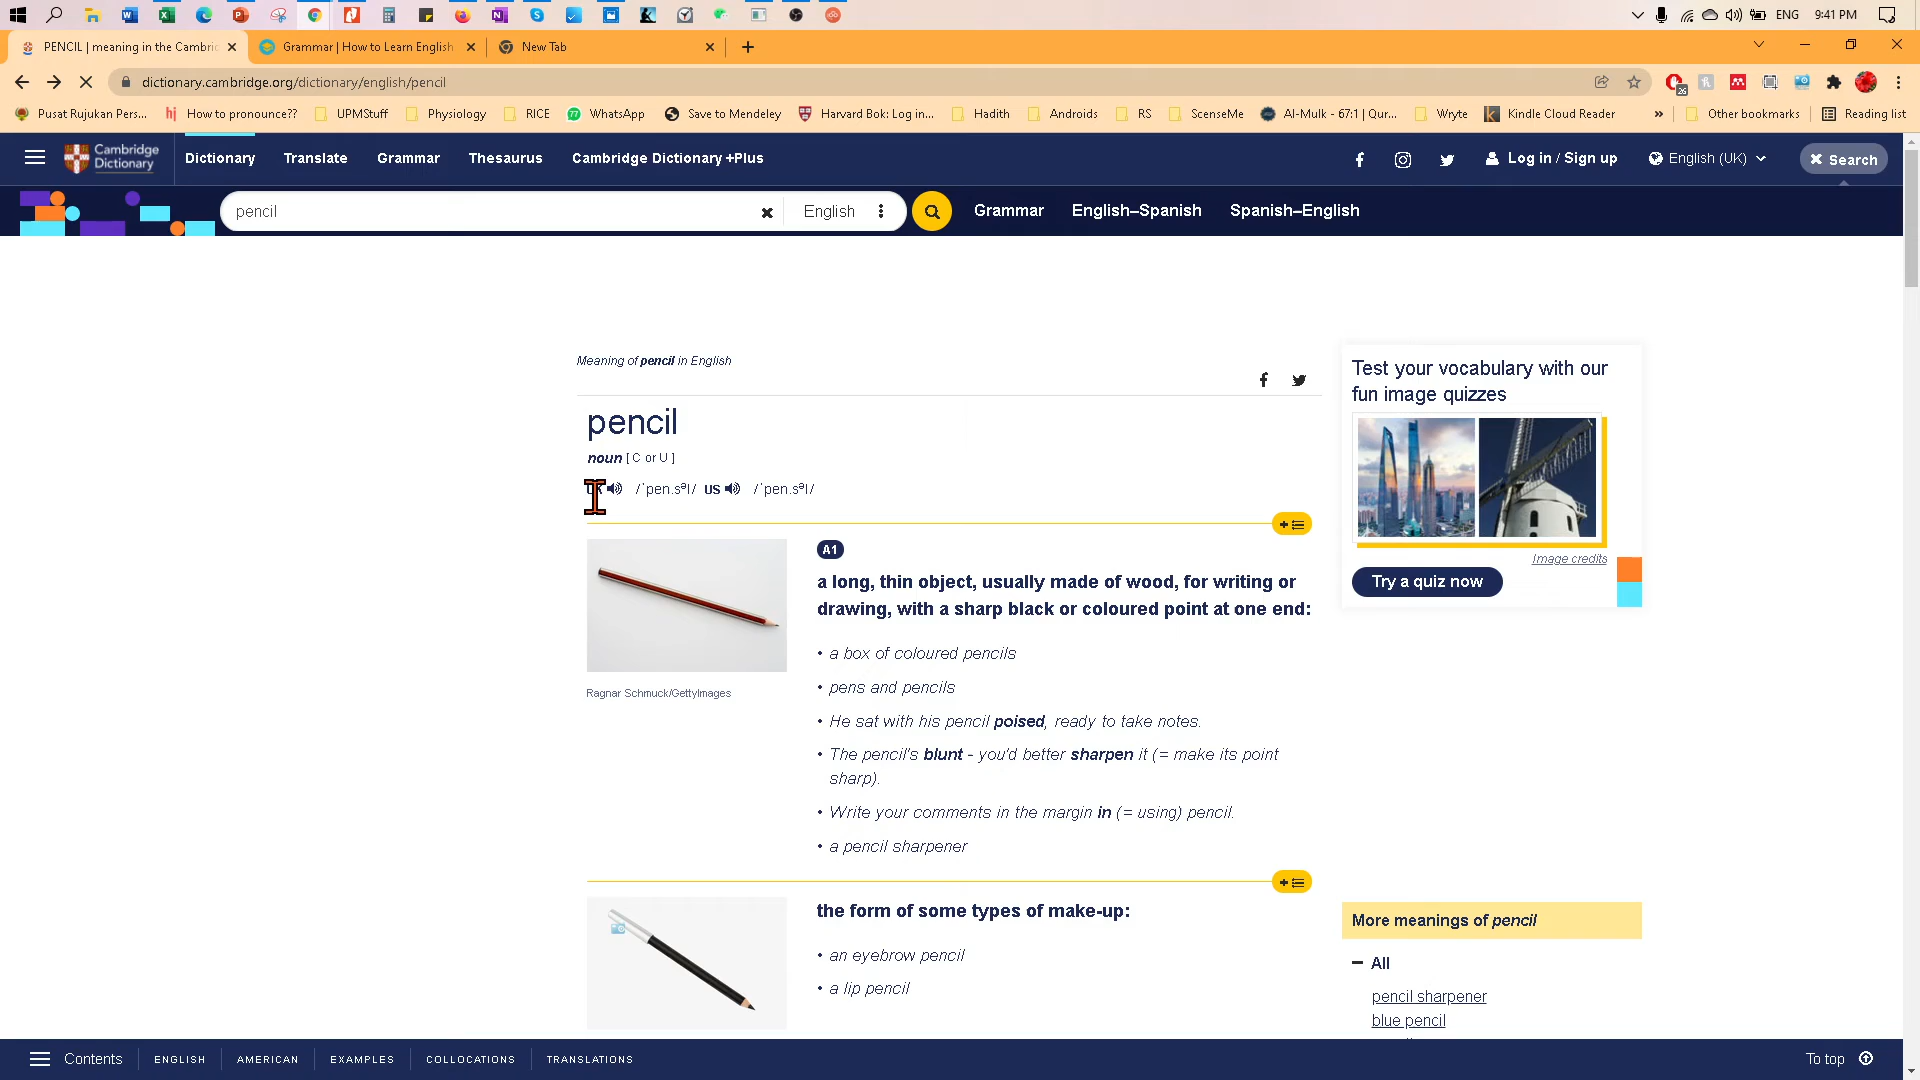 ENG 9:41 PM
PENCIL | meaning in the Cambric
Grammar | How to Learn English
New Tab
dictionary.cambridge.org/dictionary/english/pencil
26
Pusat Rujukan Pers... How to pronounce?? UPMStuff Physiology RICE WhatsApp Save to Mendeley Harvard Bok: Log in... Hadith Androids RS ScenseMe Al-Mulk - 67:1 | Qur... Wryte Kindle Cloud Reader » Other bookmarks Reading list
Cambridge Dictionary
Dictionary Translate Grammar Thesaurus Cambridge Dictionary +Plus Log in / Sign up English (UK) Search
pencil English Grammar English–Spanish Spanish–English
Meaning of pencil in English
pencil
noun [ C or U ]
/ˈpen.səl/ US /ˈpen.səl/
A1
a long, thin object, usually made of wood, for writing or
drawing, with a sharp black or coloured point at one end:
• a box of coloured pencils
• pens and pencils
• He sat with his pencil poised, ready to take notes.
• The pencil's blunt - you'd better sharpen it (= make its point
sharp).
• Write your comments in the margin in (= using) pencil.
• a pencil sharpener
Ragnar Schmuck/GettyImages
the form of some types of make-up:
• an eyebrow pencil
• a lip pencil
Test your vocabulary with our
fun image quizzes
Image credits
Try a quiz now
More meanings of pencil
All
pencil sharpener
blue pencil
Contents ENGLISH AMERICAN EXAMPLES COLLOCATIONS TRANSLATIONS To top